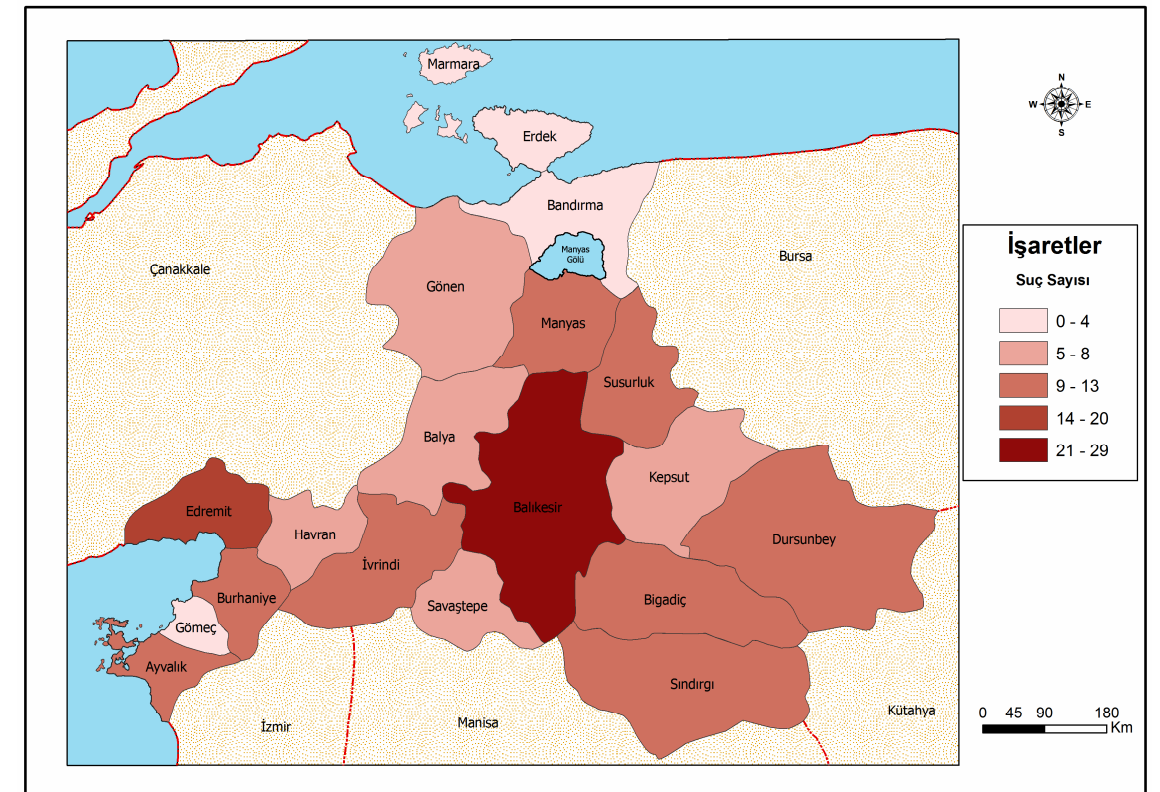 Marmara
Erdek
Bandırma
Manyas
Gölü
Çanakkale
Gönen
Bursa
Manyas
Susurluk
Balya
Kepsut
Edremit
Havran
Balıkesir
İvrindi
Dursunbey
Burhaniye
Savaştepe
Bigadiç
Gömeç
Ayvalık
Sındırgı
İzmir
Manisa
Kütahya
N
W
E
S
İşaretler
Suç Sayısı
0 - 4
5 - 8
9 - 13
14 - 20
21 - 29
0 45 90 180
Km